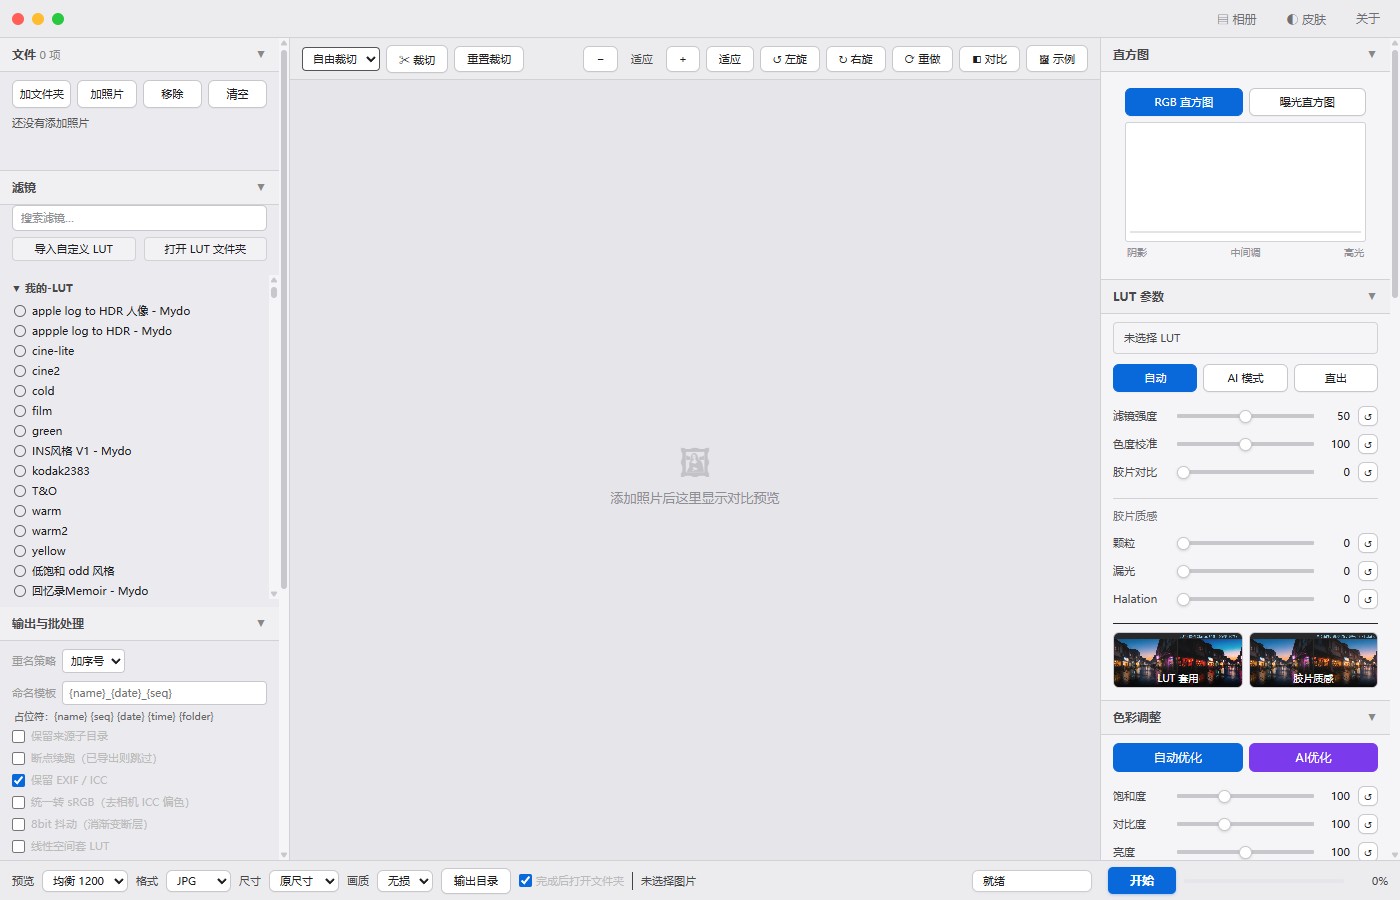 相册 皮肤 关于
文件 0 项
加文件夹 加照片 移除 清空
还没有添加照片
滤镜
搜索滤镜...
导入自定义 LUT 打开 LUT 文件夹
我的-LUT
apple log to HDR 人像 - Mydo
appple log to HDR - Mydo
cine-lite
cine2
cold
film
green
INS风格 V1 - Mydo
kodak2383
T&O
warm
warm2
yellow
低饱和 odd 风格
回忆录Memoir - Mydo
输出与批处理
重名策略 加序号
命名模板 {name}_{date}_{seq}
占位符：{name} {seq} {date} {time} {folder}
保留来源子目录
断点续跑（已导出则跳过）
保留 EXIF / ICC
统一转 sRGB（去相机 ICC 偏色）
8bit 抖动（消渐变断层）
线性空间套 LUT
自由裁切 裁切 重置裁切 − 适应 + 适应 左旋 右旋 重做 对比 示例
添加照片后这里显示对比预览
直方图
RGB 直方图 曝光直方图
阴影 中间调 高光
LUT 参数
未选择 LUT
自动 AI 模式 直出
滤镜强度 50
色度校准 100
胶片对比 0
胶片质感
颗粒 0
漏光 0
Halation 0
LUT 套用 胶片质感
色彩调整
自动优化 AI优化
饱和度 100
对比度 100
亮度 100
预览 均衡 1200 格式 JPG 尺寸 原尺寸 画质 无损 输出目录 完成后打开文件夹 未选择图片 就绪 开始 0%